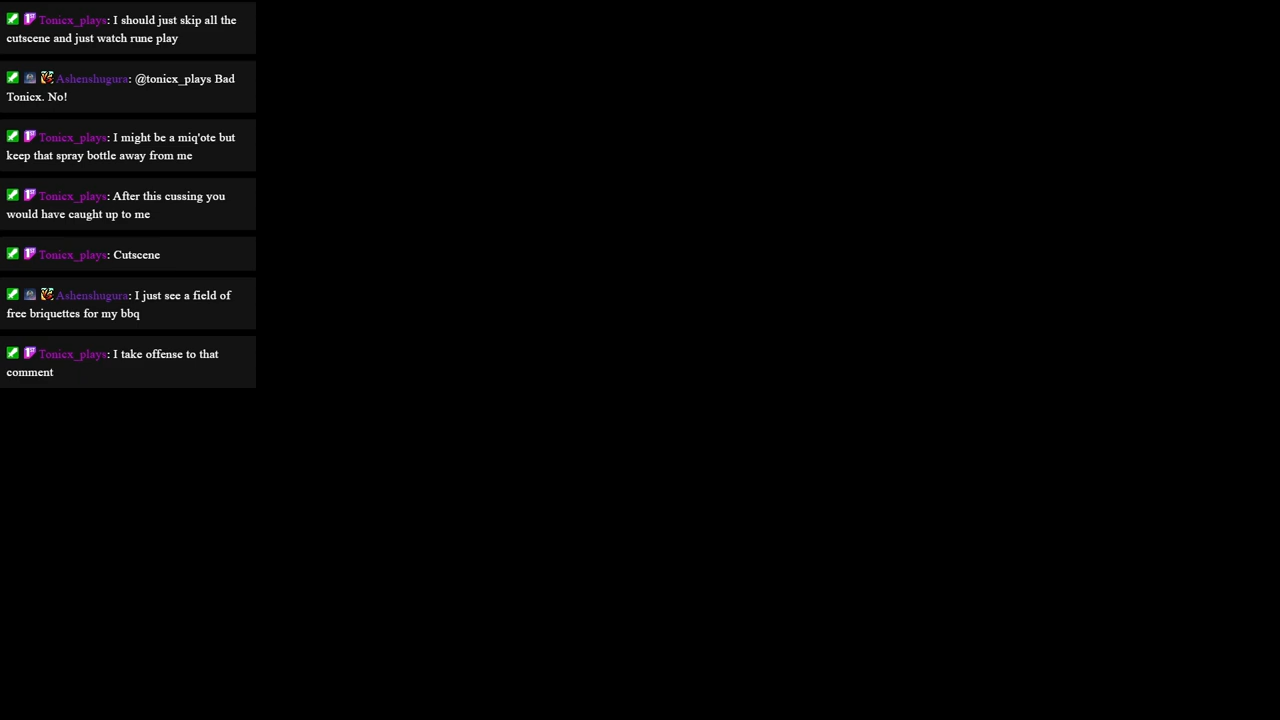 Tonicx_plays: I should just skip all the
cutscene and just watch rune play
Ashenshugura: @tonicx_plays Bad
Tonicx. No!
Tonicx_plays: I might be a miq'ote but
keep that spray bottle away from me
Tonicx_plays: After this cussing you
would have caught up to me
Tonicx_plays: Cutscene
Ashenshugura: I just see a field of
free briquettes for my bbq
Tonicx_plays: I take offense to that
comment